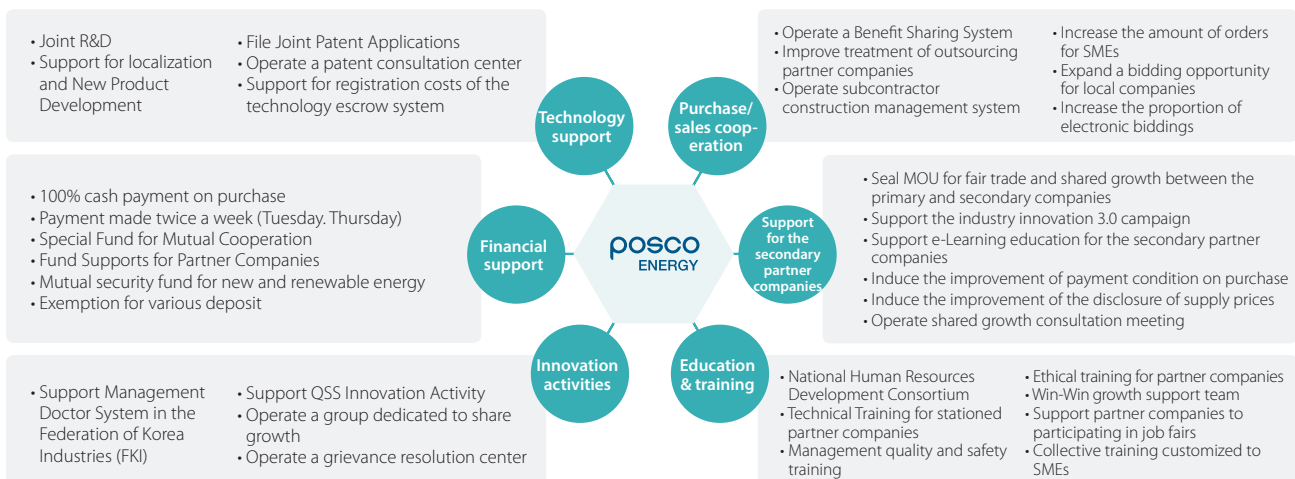 • Joint R&D
• Support for localization
and New Product
Development
• File Joint Patent Applications
• Operate a patent consultation center
• Support for registration costs of the
technology escrow system
Technology
support
Purchase/
sales coop-
eration
• Operate a Benefit Sharing System
• Improve treatment of outsourcing
partner companies
• Operate subcontractor
construction management system
• Increase the amount of orders
for SMEs
• Expand a bidding opportunity
for local companies
• Increase the proportion of
electronic biddings
• 100% cash payment on purchase
• Payment made twice a week (Tuesday. Thursday)
• Special Fund for Mutual Cooperation
• Fund Supports for Partner Companies
• Mutual security fund for new and renewable energy
• Exemption for various deposit
Financial
support
posco
ENERGY
Support
for the
secondary
partner
companies
• Seal MOU for fair trade and shared growth between the
primary and secondary companies
• Support the industry innovation 3.0 campaign
• Support e-Learning education for the secondary partner
companies
• Induce the improvement of payment condition on purchase
• Induce the improvement of the disclosure of supply prices
• Operate shared growth consultation meeting
• Support Management
Doctor System in the
Federation of Korea
Industries (FKI)
• Support QSS Innovation Activity
• Operate a group dedicated to share
growth
• Operate a grievance resolution center
Innovation
activities
Education
& training
• National Human Resources
Development Consortium
• Technical Training for stationed
partner companies
• Management quality and safety
training
• Ethical training for partner companies
• Win-Win growth support team
• Support partner companies to
participating in job fairs
• Collective training customized to
SMEs